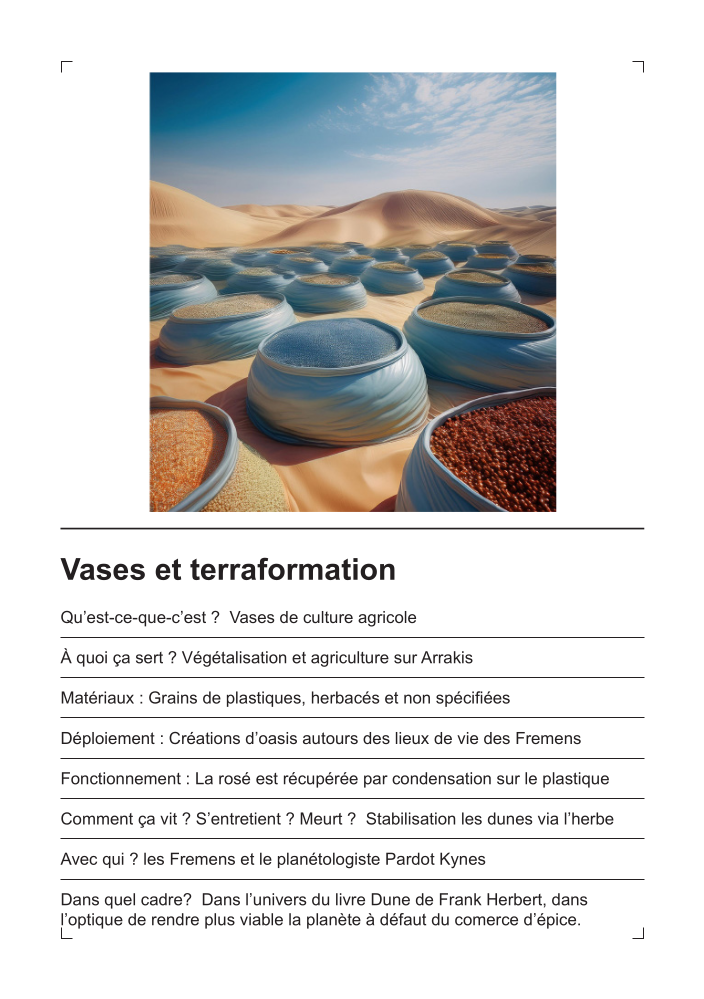 Vases et terraformation
Qu’est-ce-que-c’est ?  Vases de culture agricole
À quoi ça sert ? Végétalisation et agriculture sur Arrakis
Matériaux : Grains de plastiques, herbacés et non spécifiées
Déploiement : Créations d’oasis autours des lieux de vie des Fremens
Fonctionnement : La rosé est récupérée par condensation sur le plastique
Comment ça vit ? S’entretient ? Meurt ?  Stabilisation les dunes via l’herbe
Avec qui ? les Fremens et le planétologiste Pardot Kynes
Dans quel cadre?  Dans l’univers du livre Dune de Frank Herbert, dans
l’optique de rendre plus viable la planète à défaut du comerce d’épice.